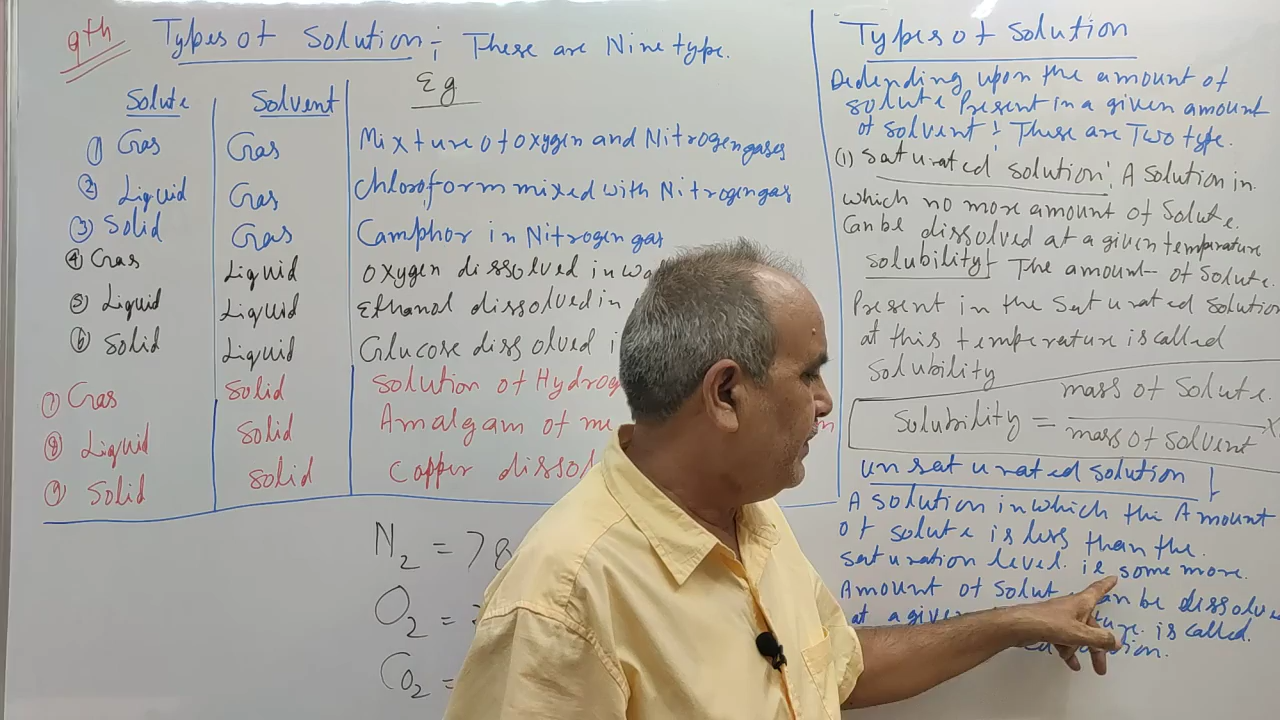 9th
Types of Solution :- These are Nine type.
Eg
Solute Solvent
① Gas Gas Mixture of oxygen and Nitrogen gases
② Liquid Gas Chloroform mixed with Nitrogen gas
③ Solid Gas Camphor in Nitrogen gas
④ Gas Liquid Oxygen dissolved in
⑤ Liquid Liquid Ethanol dissolved in
⑥ Solid Liquid Glucose dissolved
⑦ Gas Solid Solution of
⑧ Liquid Solid Amalgam of
⑨ Solid Solid Copper
N₂ = 78
O₂ =
CO₂ =
Types of Solution
Depending upon the amount of
solute Present in a given amount
of solvent : These are Two type.
(1) Saturated solution : A solution in
which no more amount of Solute.
Can be dissolved at a given temperature
Solubility The amount of Solute.
Present in the Saturated Solution
at this temperature is called
Solubility
Solubility = mass of Solute.
mass of Solvent ×
unsaturated solution
A solution in which the Amount
of solute is less than the.
saturation level. ie some more.
Amount of Solut can be dissolve
at a is called.